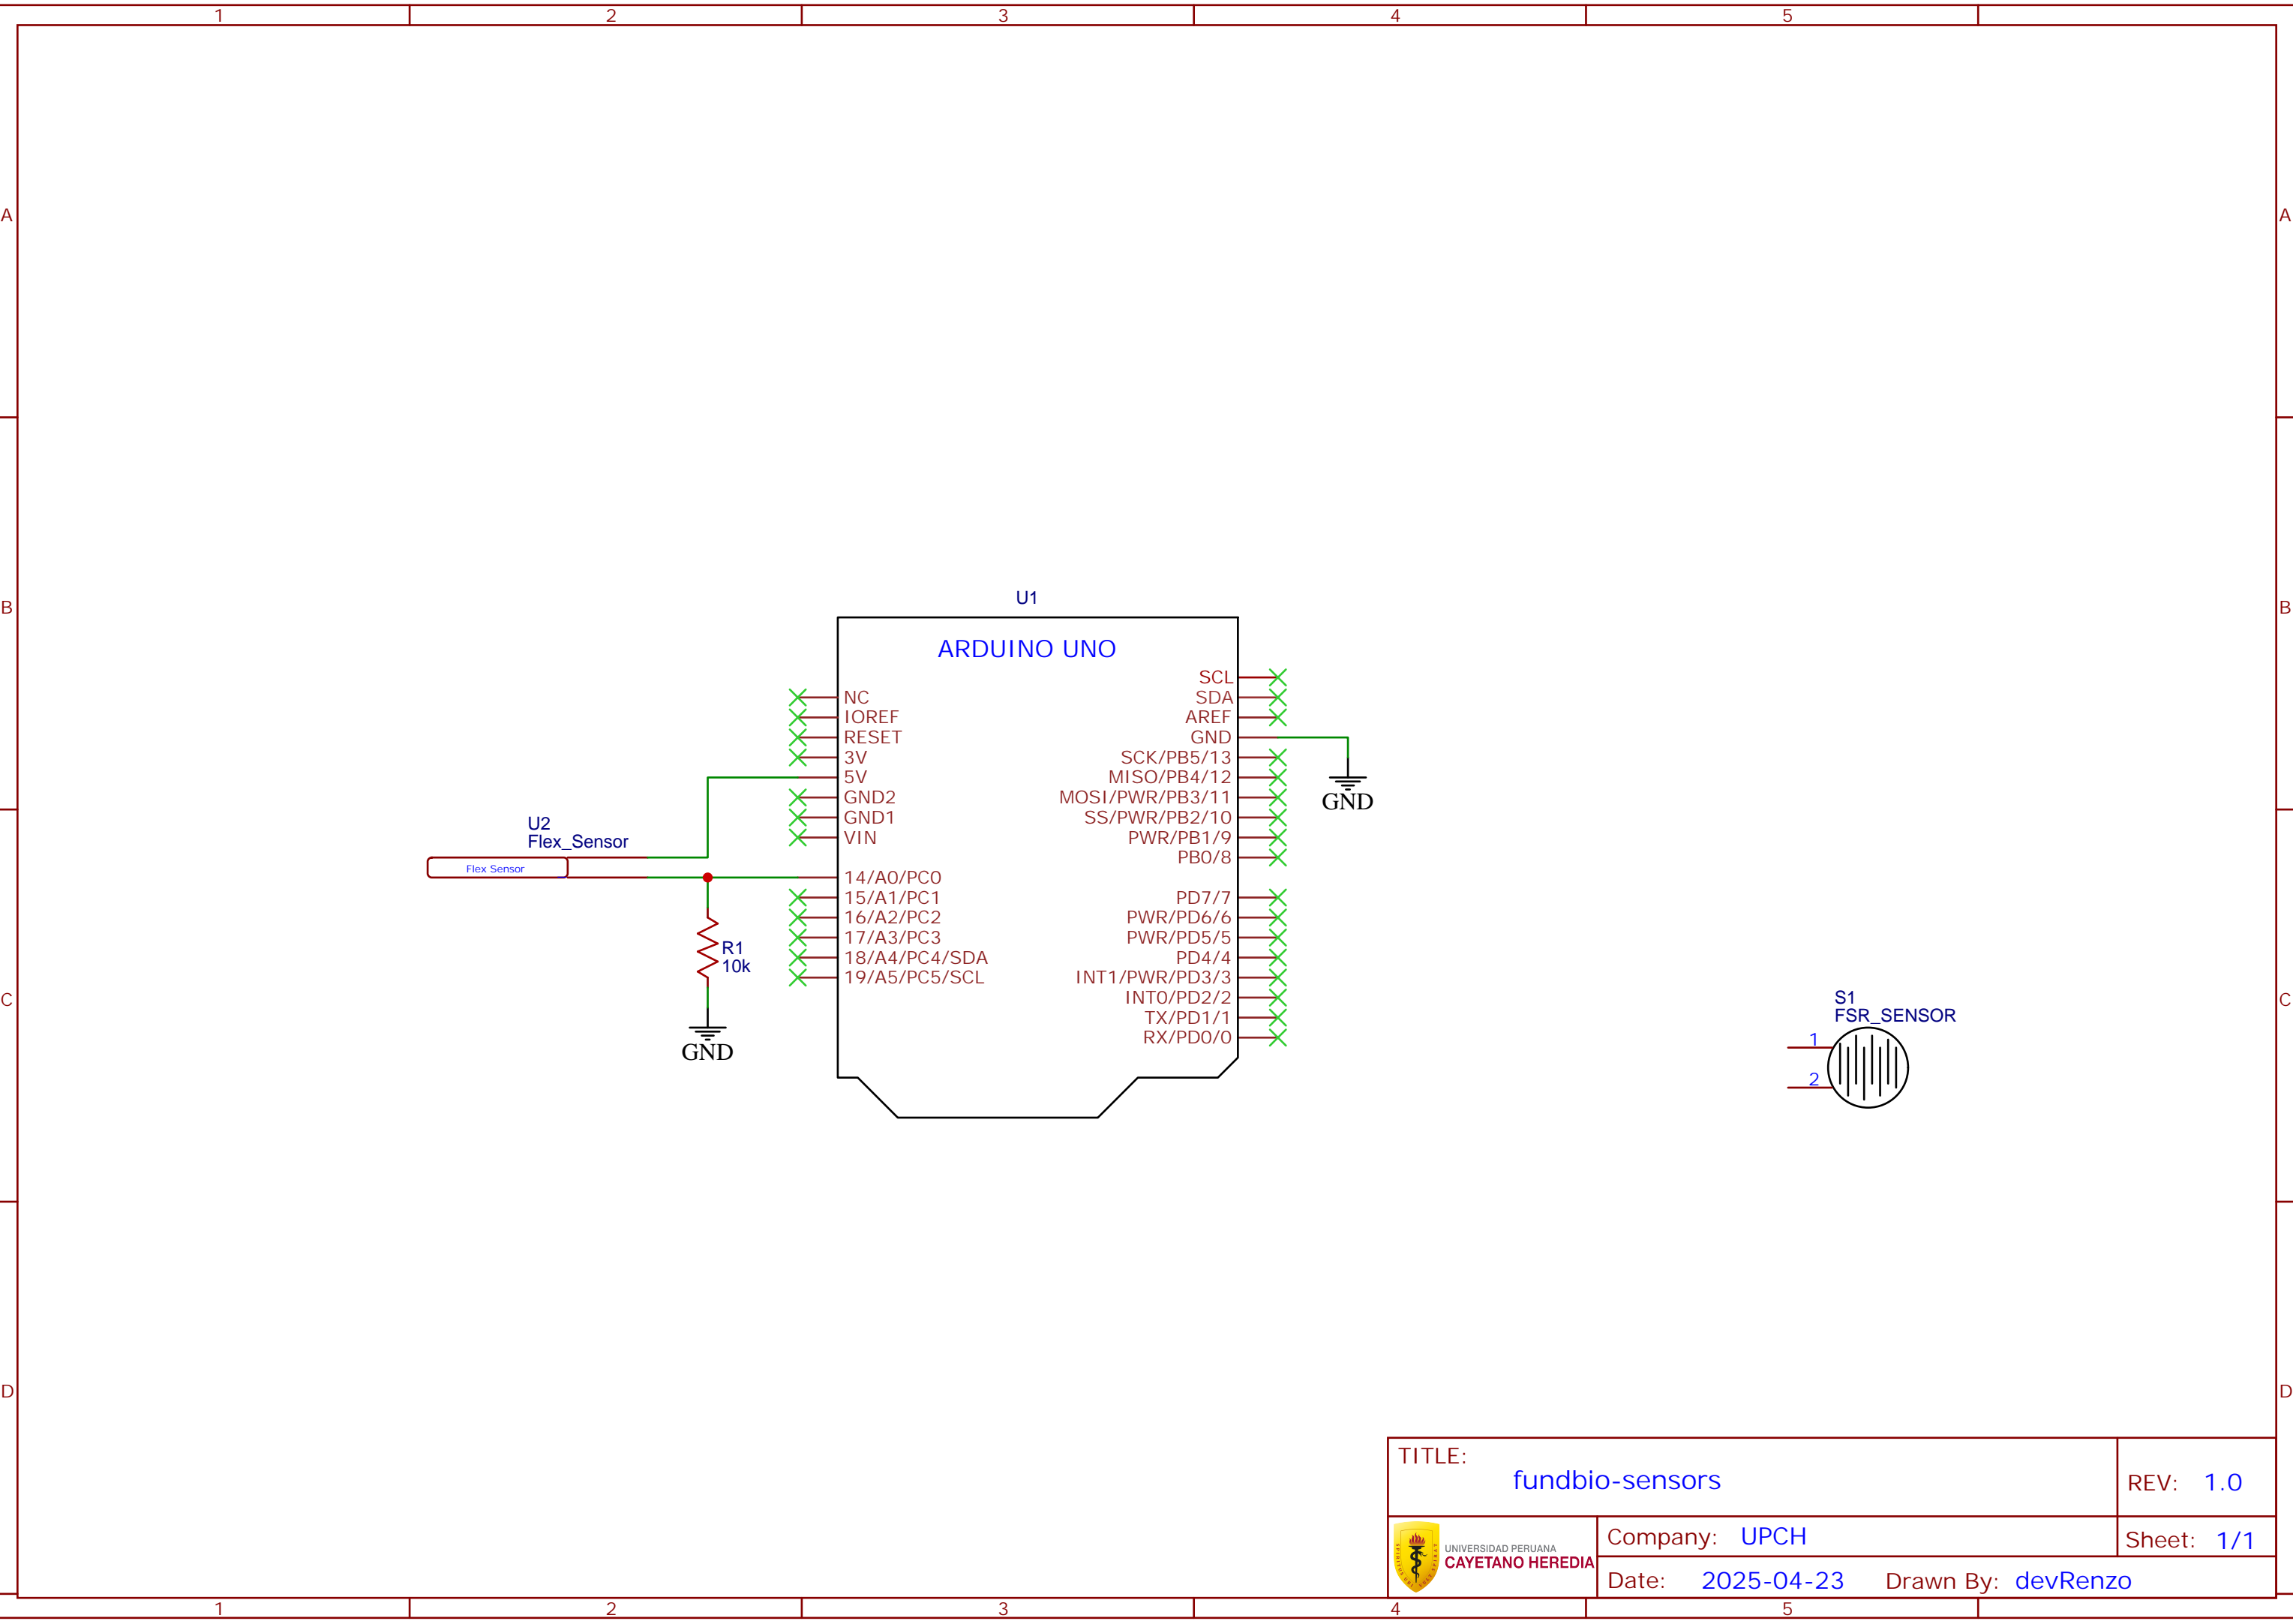 1 2 3 4 5
A A
B B
C C
D D
U1
ARDUINO UNO
NC
IOREF
RESET
3V
5V
GND2
GND1
VIN
14/A0/PC0
15/A1/PC1
16/A2/PC2
17/A3/PC3
18/A4/PC4/SDA
19/A5/PC5/SCL
SCL
SDA
AREF
GND
SCK/PB5/13
MISO/PB4/12
MOSI/PWR/PB3/11
SS/PWR/PB2/10
PWR/PB1/9
PB0/8
PD7/7
PWR/PD6/6
PWR/PD5/5
PD4/4
INT1/PWR/PD3/3
INT0/PD2/2
TX/PD1/1
RX/PD0/0
GND
U2
Flex_Sensor
Flex Sensor
R1
10k
GND
S1
FSR_SENSOR
1
2
TITLE:
fundbio-sensors
REV: 1.0
UNIVERSIDAD PERUANA
CAYETANO HEREDIA
Company: UPCH
Sheet: 1/1
Date: 2025-04-23 Drawn By: devRenzo
1 2 3 4 5